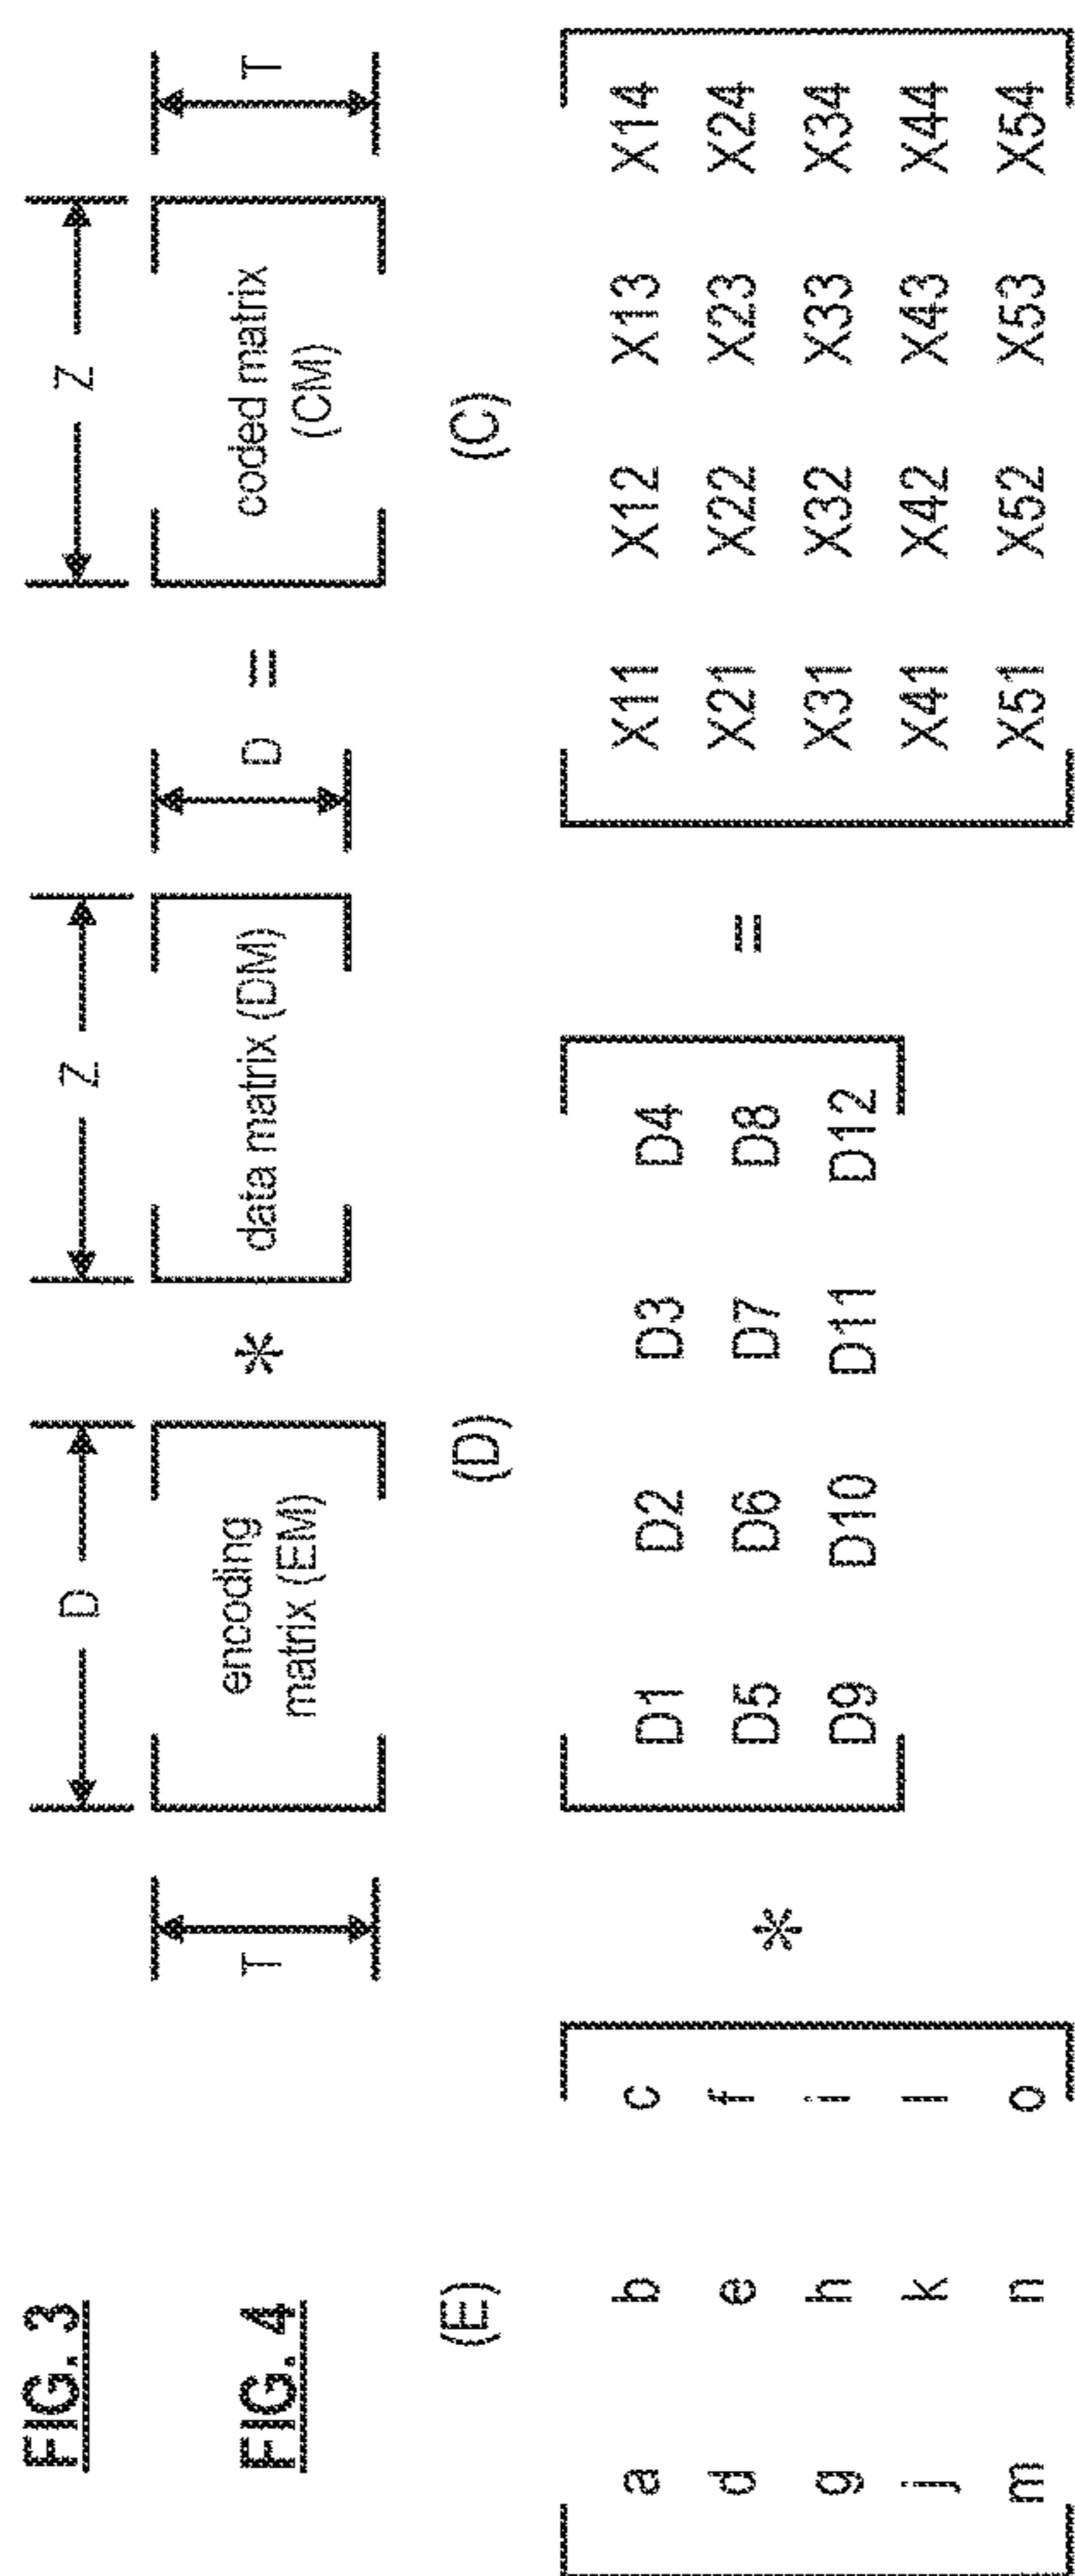 FIG. 3
FIG. 4
D Z Z
T encoding matrix (EM) * data matrix (DM) D = coded matrix (CM) T
(E) (D) (C)
a b c
d e f
g h i
j k l
m n o
*
D1 D2 D3 D4
D5 D6 D7 D8
D9 D10 D11 D12
=
X11 X12 X13 X14
X21 X22 X23 X24
X31 X32 X33 X34
X41 X42 X43 X44
X51 X52 X53 X54